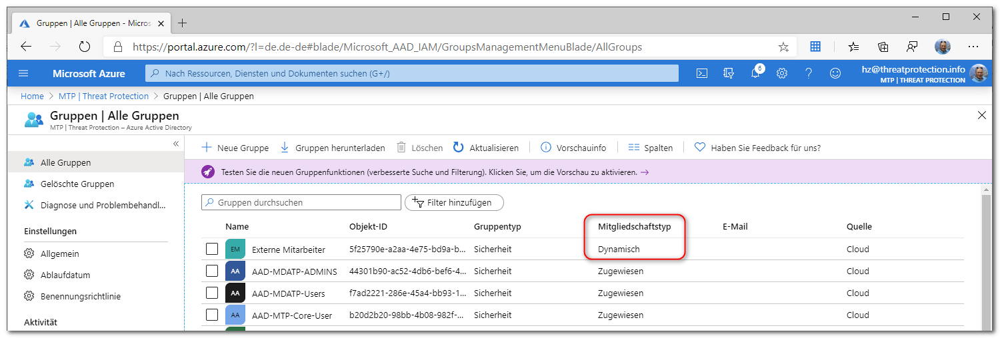 Gruppen | Alle Gruppen - Micros
https://portal.azure.com/?l=de.de-de#blade/Microsoft_AAD_IAM/GroupsManagementMenuBlade/AllGroups
Microsoft Azure
Nach Ressourcen, Diensten und Dokumenten suchen (G+/)
6
hz@threatprotection.info
MTP | THREAT PROTECTION
Home > MTP | Threat Protection > Gruppen | Alle Gruppen
Gruppen | Alle Gruppen
MTP | Threat Protection – Azure Active Directory
«
Alle Gruppen
Gelöschte Gruppen
Diagnose und Problembehandl...
Einstellungen
Allgemein
Ablaufdatum
Benennungsrichtlinie
Aktivität
Neue Gruppe Gruppen herunterladen Löschen Aktualisieren Vorschauinfo Spalten Haben Sie Feedback für uns?
Testen Sie die neuen Gruppenfunktionen (verbesserte Suche und Filterung). Klicken Sie, um die Vorschau zu aktivieren. →
Gruppen durchsuchen Filter hinzufügen
Name Objekt-ID Gruppentyp Mitgliedschaftstyp E-Mail Quelle
EM Externe Mitarbeiter 5f25790e-a2aa-4e75-bd9a-b... Sicherheit Dynamisch Cloud
AA AAD-MDATP-ADMINS 44301b90-ac52-4db6-bef6-4... Sicherheit Zugewiesen Cloud
AA AAD-MDATP-Users f7ad2221-286e-45a4-bb93-1... Sicherheit Zugewiesen Cloud
AA AAD-MTP-Core-User b20d2b20-98bb-4b08-982f-... Sicherheit Zugewiesen Cloud